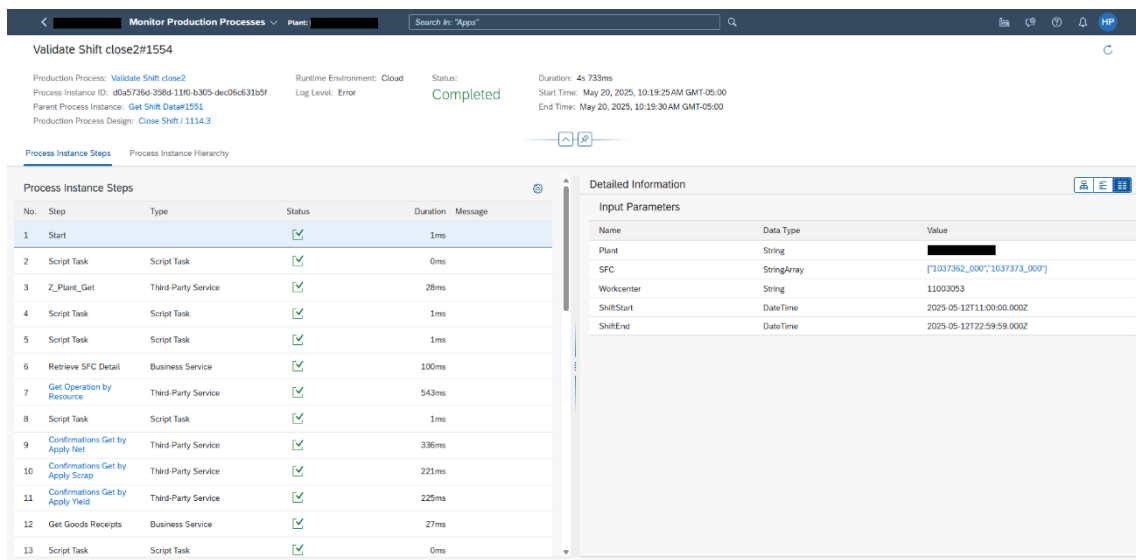 Monitor Production Processes Plant: Search In: "Apps" HP
Validate Shift close2#1554
Production Process: Validate Shift close2
Process Instance ID: d0a5736d-358d-11f0-b305-dec06c631b5f
Parent Process Instance: Get Shift Data#1551
Production Process Design: Close Shift / 1114.3
Runtime Environment: Cloud
Log Level: Error
Status:
Completed
Duration: 4s 733ms
Start Time: May 20, 2025, 10:19:25 AM GMT-05:00
End Time: May 20, 2025, 10:19:30 AM GMT-05:00
Process Instance Steps Process Instance Hierarchy
Process Instance Steps
No. Step Type Status Duration Message
1 Start 1ms
2 Script Task Script Task 0ms
3 Z_Plant_Get Third-Party Service 28ms
4 Script Task Script Task 1ms
5 Script Task Script Task 1ms
6 Retrieve SFC Detail Business Service 100ms
7 Get Operation by Resource Third-Party Service 543ms
8 Script Task Script Task 1ms
9 Confirmations Get by Apply Net Third-Party Service 336ms
10 Confirmations Get by Apply Scrap Third-Party Service 221ms
11 Confirmations Get by Apply Yield Third-Party Service 225ms
12 Get Goods Receipts Business Service 27ms
13 Script Task Script Task 0ms
Detailed Information
Input Parameters
Name Data Type Value
Plant String
SFC StringArray ["1037362_000","1037373_000"]
Workcenter String 11003053
ShiftStart DateTime 2025-05-12T11:00:00.000Z
ShiftEnd DateTime 2025-05-12T22:59:59.000Z